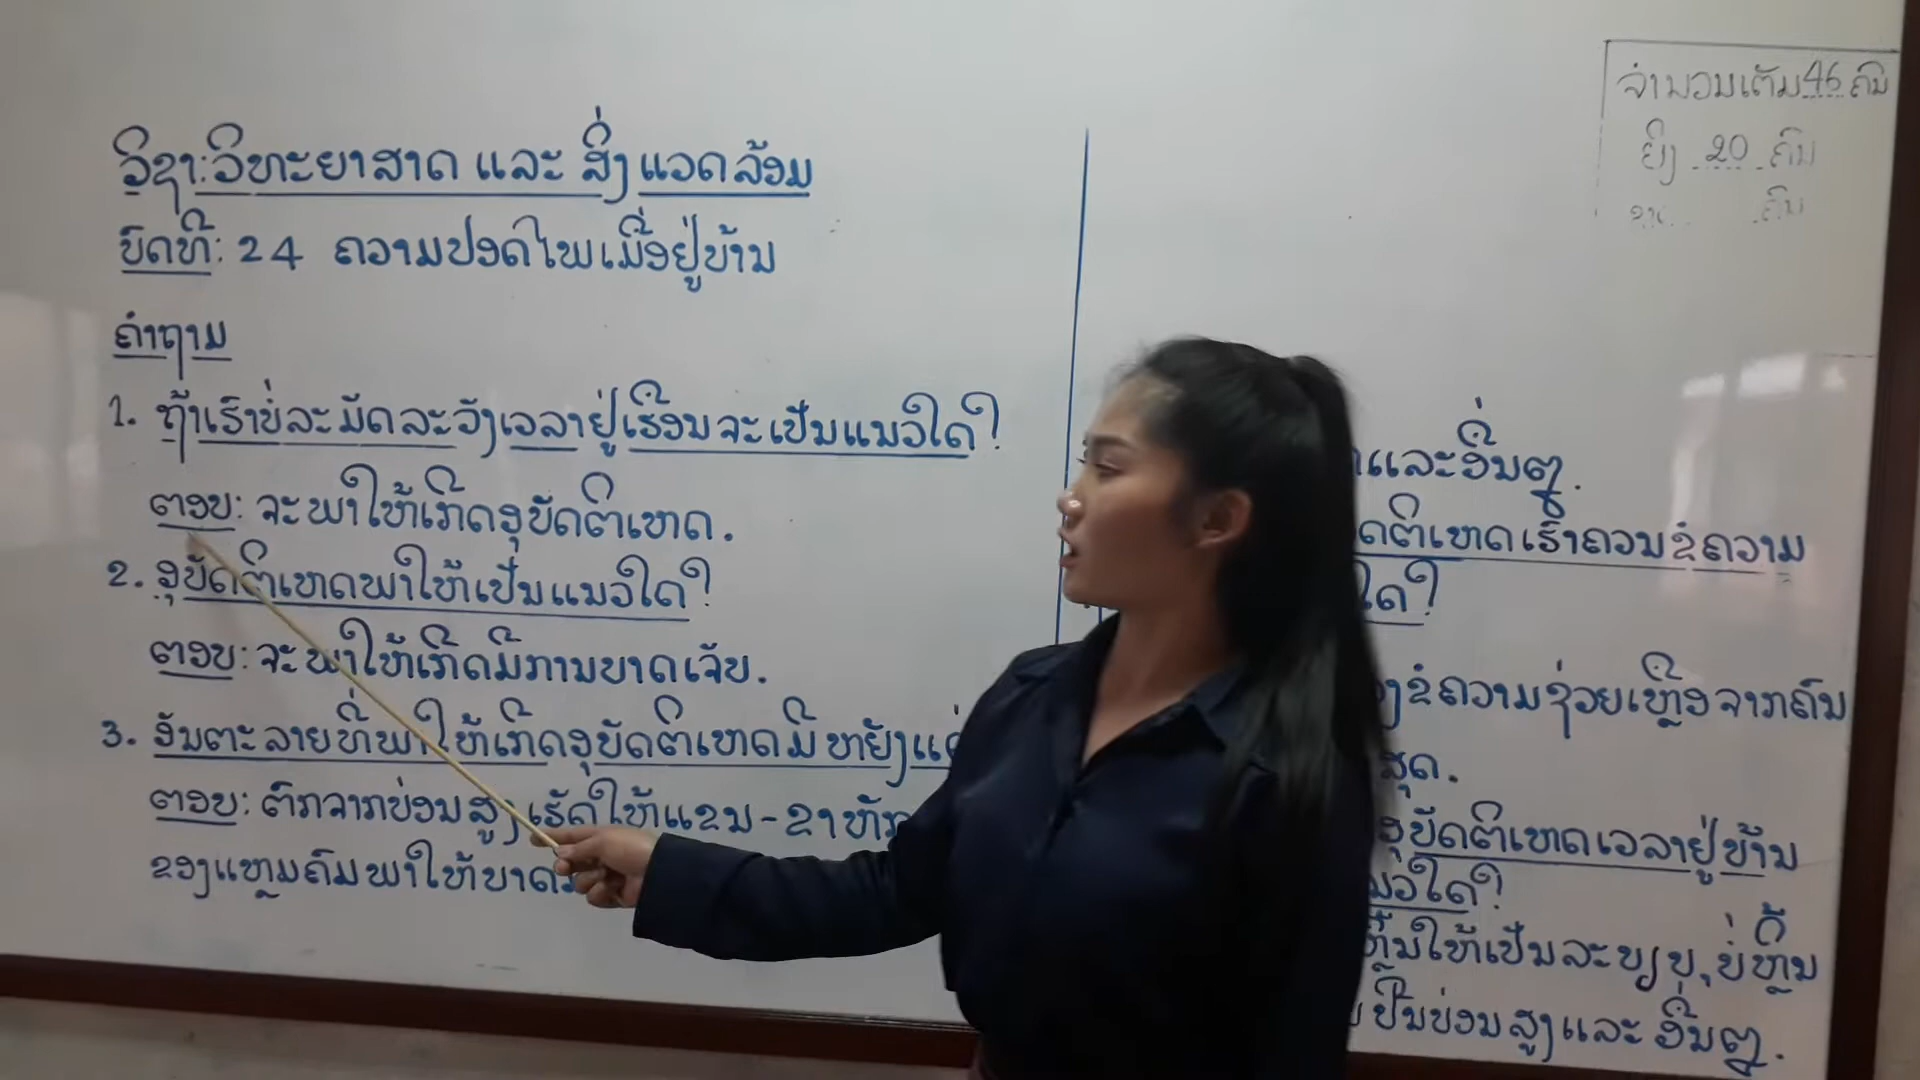 ວິຊາ:ວິທະຍາສາດ ແລະ ສິ່ງແວດລ້ອມ
ບົດທີ: 24 ຄວາມປອດໄພເມື່ອຢູ່ບ້ານ
ຄຳຖາມ
1. ຖ້າເຮົາບໍ່ລະມັດລະວັງເວລາຢູ່ເຮືອນຈະເປັນແນວໃດ?
ຕອບ: ຈະພາໃຫ້ເກີດອຸບັດຕິເຫດ.
2. ອຸບັດຕິເຫດພາໃຫ້ເປັນແນວໃດ?
ຕອບ: ຈະພາໃຫ້ເກີດມີການບາດເຈັບ.
3. ອັນຕະລາຍທີ່ພາໃຫ້ເກີດອຸບັດຕິເຫດມີຫຍັງແດ່
ຕອບ: ຕົກຈາກບ່ອນສູງເຮັດໃຫ້ແຂນ-ຂາຫັກ
ຂອງແຫຼມຄົມພາໃຫ້ບາດ
ຈຳນວນເຕັມ 46 ຄົນ
ຍິງ 20 ຄົນ
ຄົນ
ແລະອື່ນໆ.
ດຕິເຫດເຮົາຄວນຂໍຄວາມ
ໃດ?
ຂໍຄວາມຊ່ວຍເຫຼືອຈາກຄົນ
ສຸດ.
ອຸບັດຕິເຫດເວລາຢູ່ບ້ານ
ນວໃດ?
ຫຼິ້ນໃຫ້ເປັນລະບຽບ, ບໍ່ຫຼິ້ນ
ປີນບ່ອນສູງແລະ ອື່ນໆ.